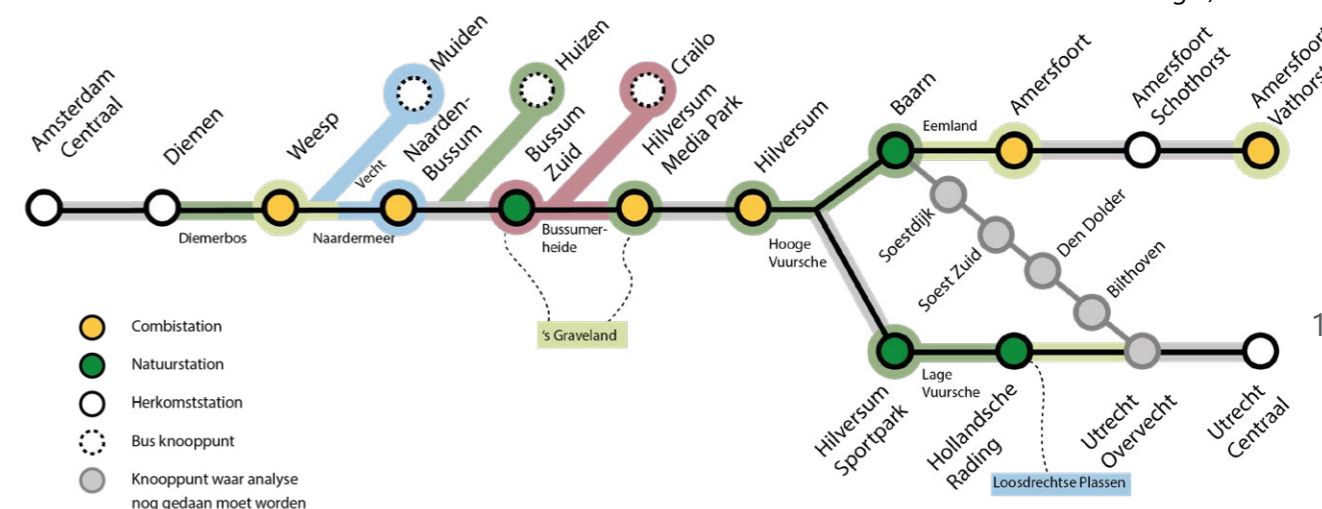 Amsterdam
Centraal
Diemen
Weesp
Muiden
Naarden-
Bussum
Huizen
Bussum
Zuid
Crailo
Hilversum
Media Park
Hilversum
Baarn
Amersfoort
Amersfoort
Schothorst
Amersfoort
Vathorst
Vecht
Eemland
Diemerbos
Naardermeer
Bussumer-
heide
Hooge
Vuursche
Soestdijk
Soest Zuid
Den Dolder
Bilthoven
's Graveland
Lage
Vuursche
Hilversum
Sportpark
Hollandsche
Rading
Utrecht
Overvecht
Utrecht
Centraal
Loosdrechtse Plassen
Combistation
Natuurstation
Herkomststation
Bus knooppunt
Knooppunt waar analyse
nog gedaan moet worden
1